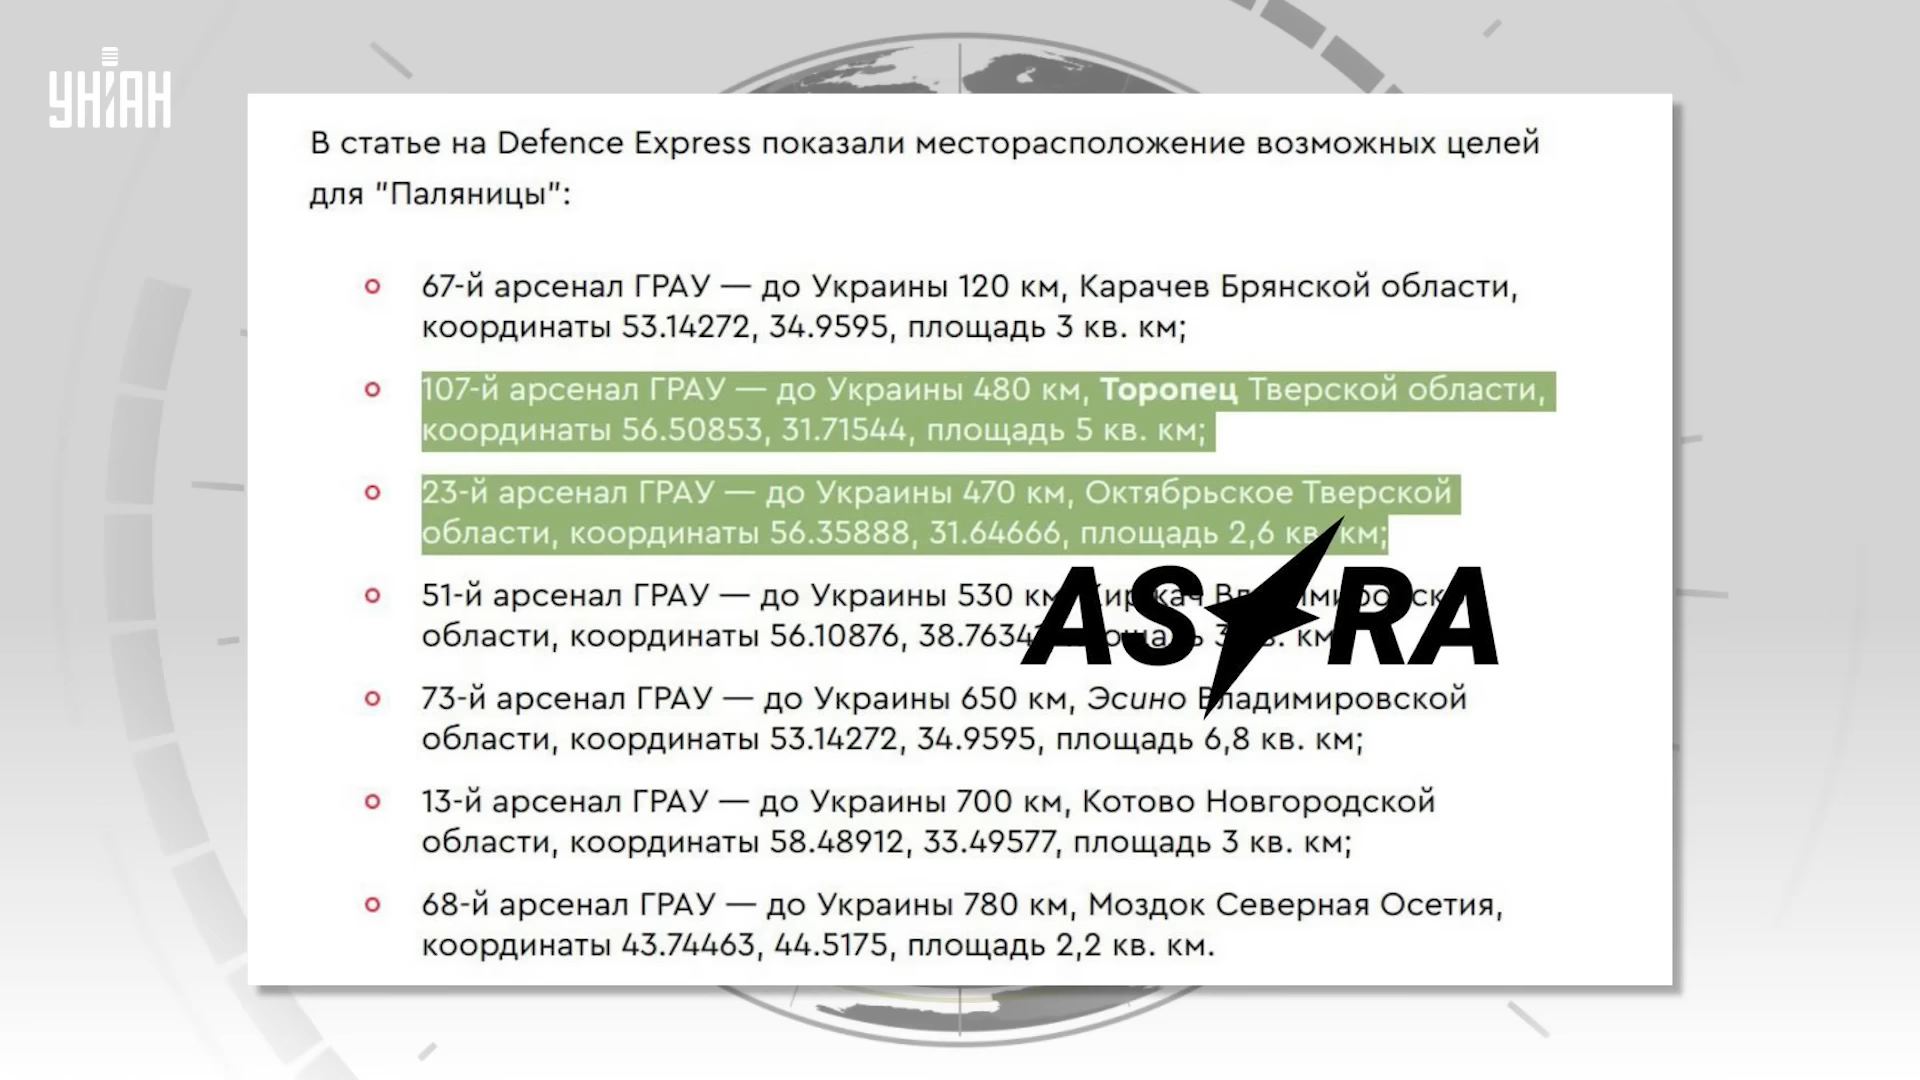 УНІАН
В статье на Defence Express показали месторасположение возможных целей
для "Паляницы":
67-й арсенал ГРАУ — до Украины 120 км, Карачев Брянской области,
координаты 53.14272, 34.9595, площадь 3 кв. км;
107-й арсенал ГРАУ — до Украины 480 км, Торопец Тверской области,
координаты 56.50853, 31.71544, площадь 5 кв. км;
23-й арсенал ГРАУ — до Украины 470 км, Октябрьское Тверской
области, координаты 56.35888, 31.64666, площадь 2,6 кв. км;
51-й арсенал ГРАУ — до Украины 530 км,
области, координаты 56.10876,
ASTRA
73-й арсенал ГРАУ — до Украины 650 км, Эсино Владимировской
области, координаты 53.14272, 34.9595, площадь 6,8 кв. км;
13-й арсенал ГРАУ — до Украины 700 км, Котово Новгородской
области, координаты 58.48912, 33.49577, площадь 3 кв. км;
68-й арсенал ГРАУ — до Украины 780 км, Моздок Северная Осетия,
координаты 43.74463, 44.5175, площадь 2,2 кв. км.